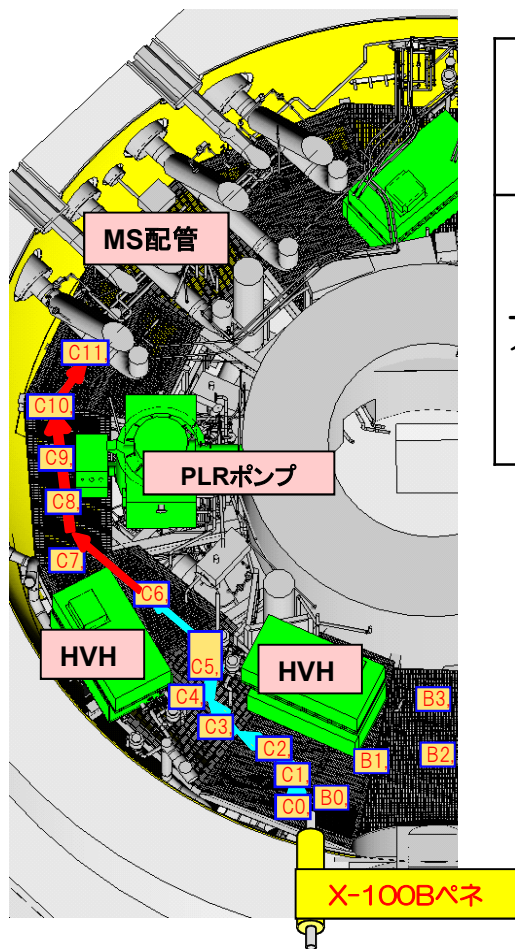 MS配管
C11,
C10,
C9,
PLRポンプ
C8,
C7,
C6,
HVH
C5,
HVH
C4,
B3,
C3,
C2,
B2,
B1,
C1,
B0,
C0,
X-100Bペネ